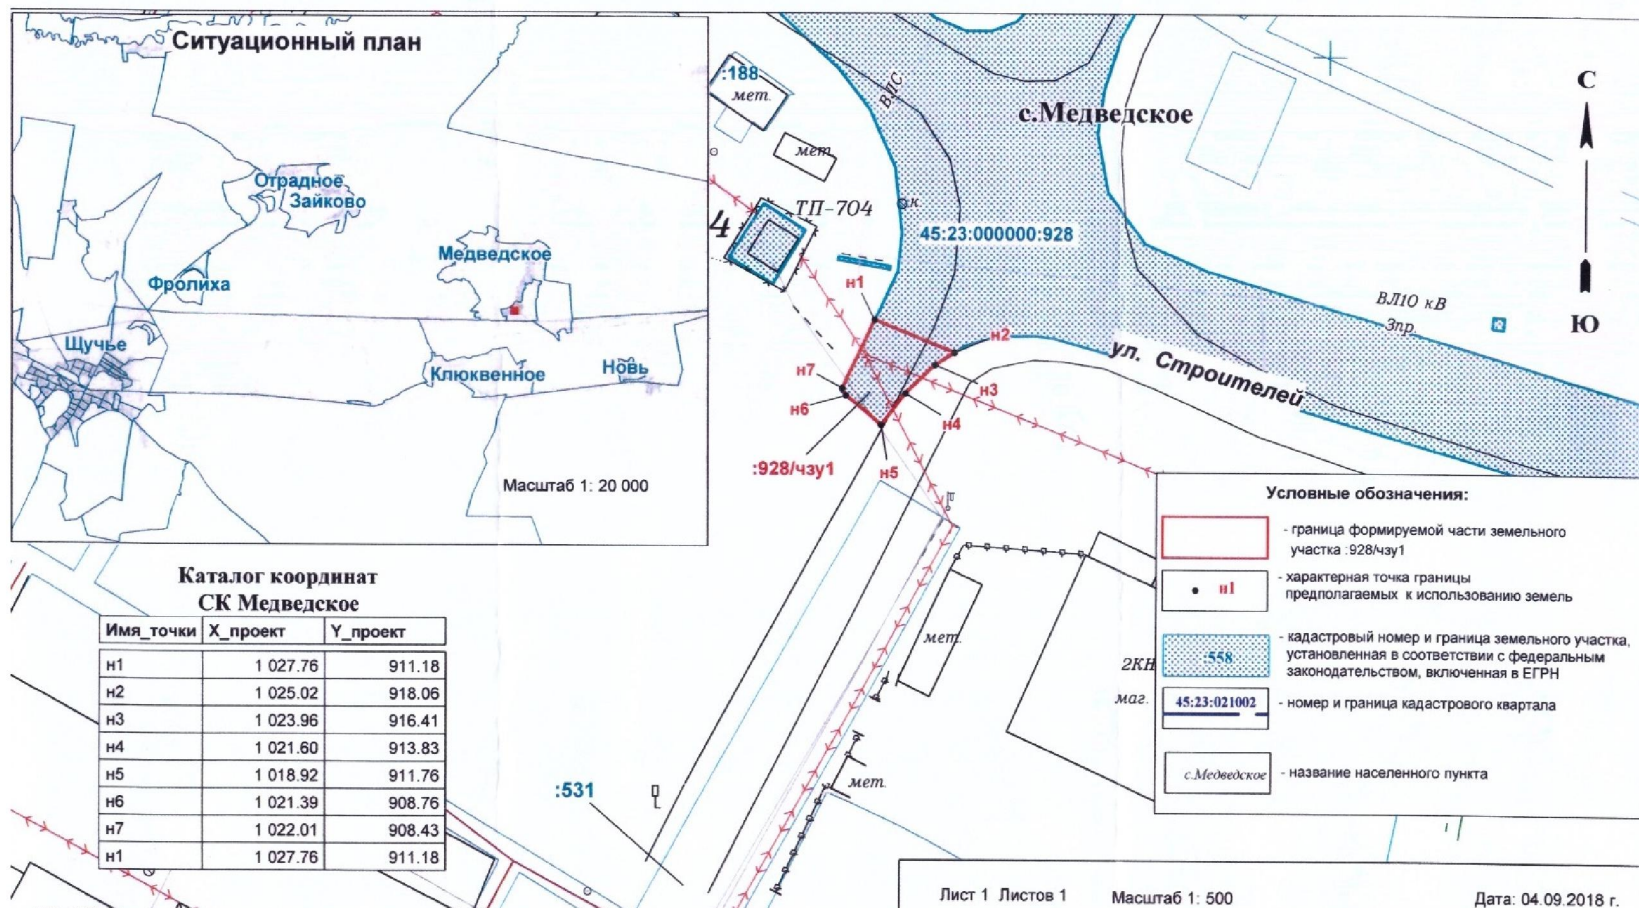 Ситуационный план
Отрадное
Зайково
Медведское
Фролиха
Щучье
Клюквенное
Новь
Масштаб 1: 20 000
:188
мет.
мет.
ВЛС
с.Медведское
С
Ю
4
ТП-704
к
45:23:000000:928
н1
н2
н3
н4
н5
н6
н7
:928/чзу1
ул. Строителей
ВЛ10 кВ
3пр.
мет.
мет.
2КН
маг.
:531
Каталог координат
СК Медведское
Имя_точки X_проект Y_проект
н1 1 027.76 911.18
н2 1 025.02 918.06
н3 1 023.96 916.41
н4 1 021.60 913.83
н5 1 018.92 911.76
н6 1 021.39 908.76
н7 1 022.01 908.43
н1 1 027.76 911.18
Условные обозначения:
- граница формируемой части земельного
участка :928/чзу1
н1 - характерная точка границы
предполагаемых к использованию земель
:558 - кадастровый номер и граница земельного участка,
установленная в соответствии с федеральным
законодательством, включенная в ЕГРН
45:23:021002 - номер и граница кадастрового квартала
с.Медведское - название населенного пункта
Лист 1 Листов 1 Масштаб 1: 500 Дата: 04.09.2018 г.